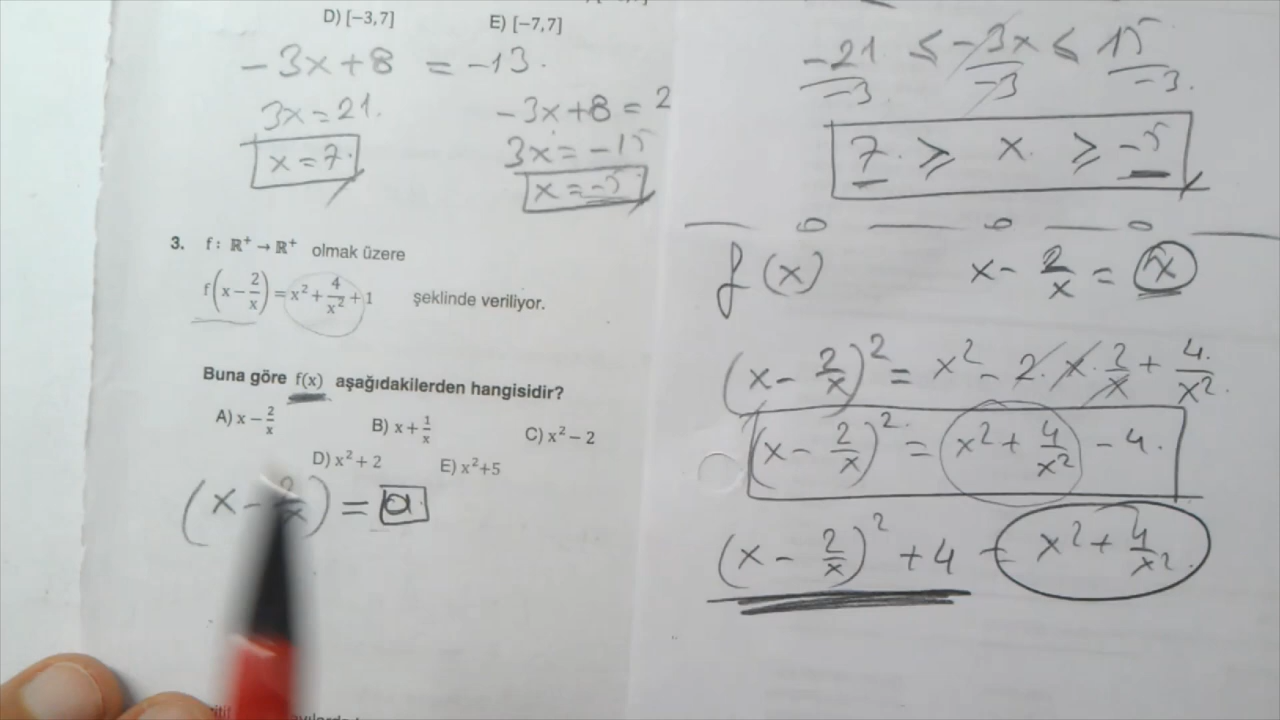 D) [−3,7] E) [−7,7]
−3x+8 = −13
3x = 21
x = 7
−3x+8 = 2
3x = −15
x = −5
3. f : ℝ⁺ → ℝ⁺ olmak üzere
f(x−2/x) = x²+4/x²+1 şeklinde veriliyor.
Buna göre f(x) aşağıdakilerden hangisidir?
A) x−2/x B) x+1/x C) x²−2
D) x²+2 E) x²+5
(x − 2/x) = a
−21/−3 ≤ −3x/−3 ≤ 15/−3
7 ≥ x ≥ −5
f(x) x − 2/x = x
(x − 2/x)² = x² − 2.x.2/x + 4/x²
(x − 2/x)² = x² + 4/x² − 4
(x − 2/x)² + 4 = x² + 4/x²